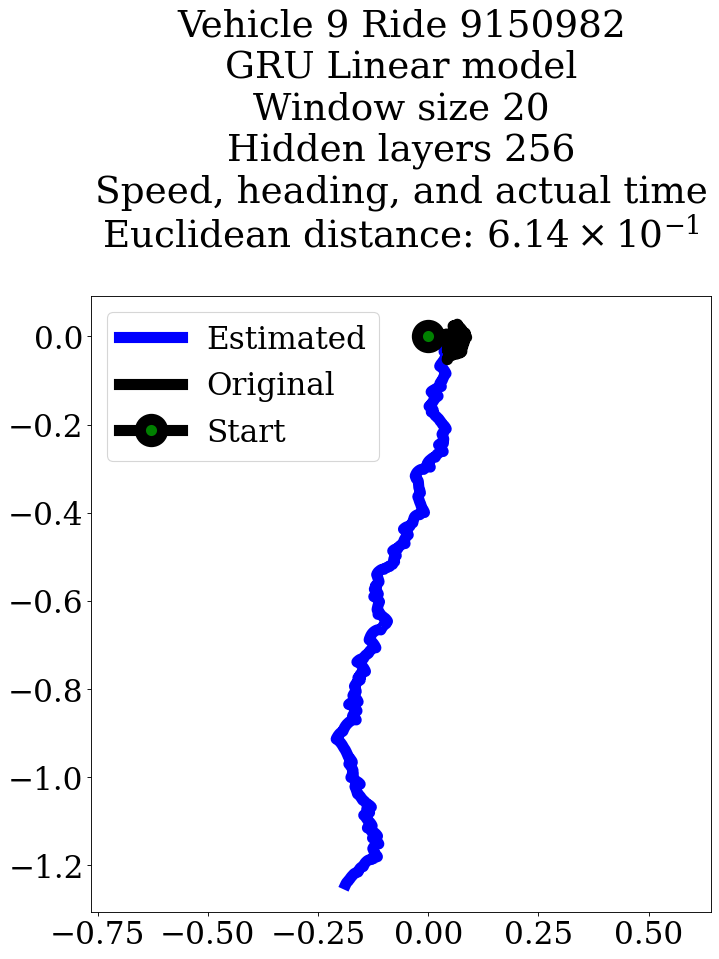 Vehicle 9 Ride 9150982
GRU Linear model
Window size 20
Hidden layers 256
Speed, heading, and actual time
Euclidean distance: 6.14 × 10⁻¹
Estimated
Original
Start
0.0
−0.2
−0.4
−0.6
−0.8
−1.0
−1.2
−0.75 −0.50 −0.25 0.00 0.25 0.50